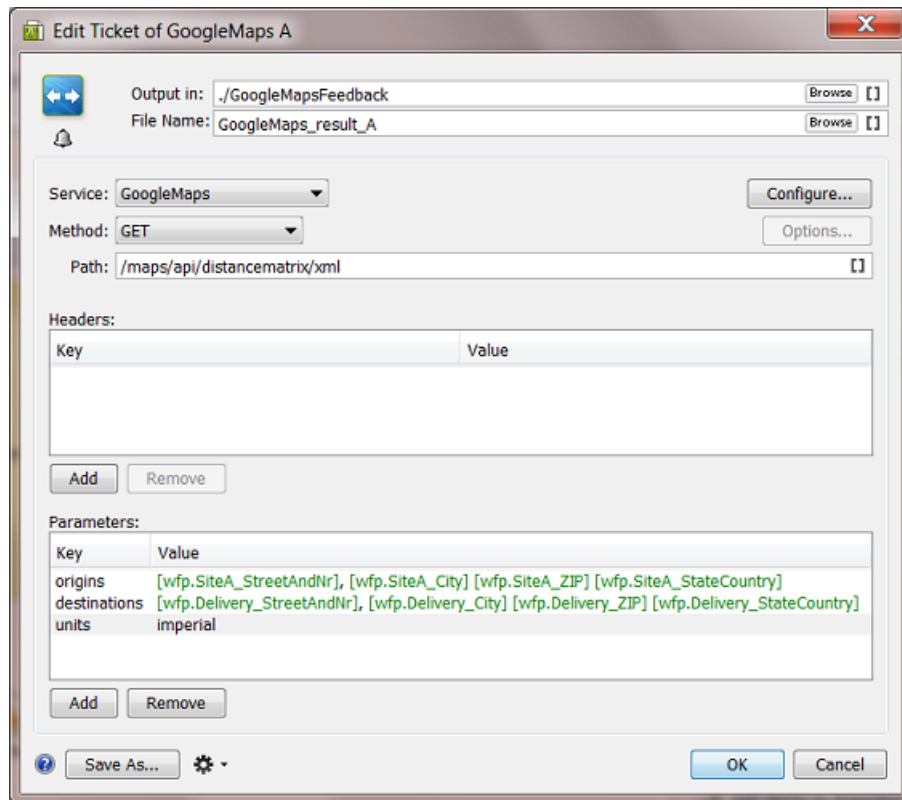 Edit Ticket of GoogleMaps A
X
Output in: ./GoogleMapsFeedback Browse []
File Name: GoogleMaps_result_A Browse []
Service: GoogleMaps Configure...
Method: GET Options...
Path: /maps/api/distancematrix/xml []
Headers:
Key Value
Add Remove
Parameters:
Key Value
origins [wfp.SiteA_StreetAndNr], [wfp.SiteA_City] [wfp.SiteA_ZIP] [wfp.SiteA_StateCountry]
destinations [wfp.Delivery_StreetAndNr], [wfp.Delivery_City] [wfp.Delivery_ZIP] [wfp.Delivery_StateCountry]
units imperial
Add Remove
? Save As... OK Cancel